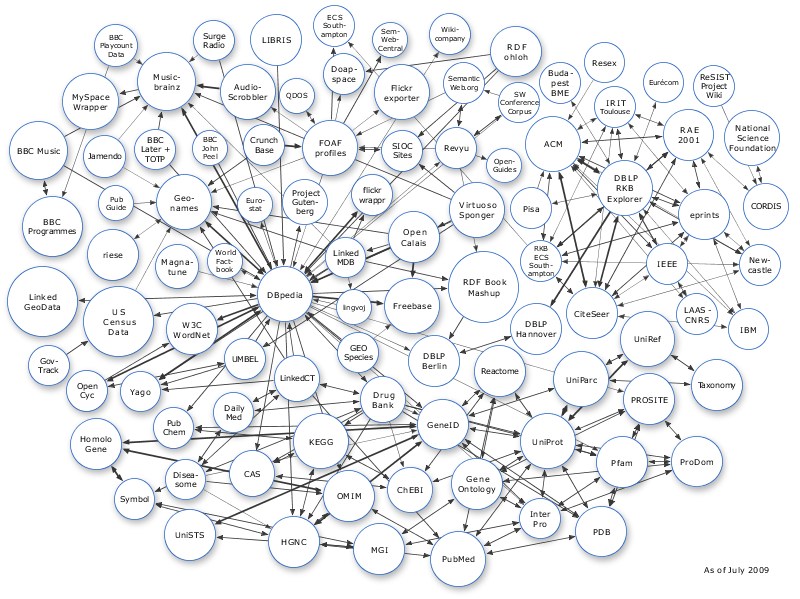 BBC
Playcount
Data
Surge
Radio
LIBRIS
ECS
South-
ampton
Sem-
Web-
Central
Wiki-
company
RDF
ohloh
Resex
Music-
brainz
Audio-
Scrobbler
QDOS
Doap-
space
Flickr
exporter
Semantic
Web.org
SW
Conference
Corpus
Buda-
pest
BME
Eurécom
ReSIST
Project
Wiki
MySpace
Wrapper
IRIT
Toulouse
RAE
2001
National
Science
Foundation
BBC Music
Jamendo
BBC
Later +
TOTP
BBC
John
Peel
Crunch
Base
FOAF
profiles
SIOC
Sites
Revyu
Open-
Guides
ACM
DBLP
RKB
Explorer
Pub
Guide
Geo-
names
Euro-
stat
Project
Guten-
berg
flickr
wrappr
Virtuoso
Sponger
Pisa
eprints
CORDIS
BBC
Programmes
riese
Magna-
tune
World
Fact-
book
Linked
MDB
Open
Calais
RKB
ECS
South-
ampton
IEEE
New-
castle
Linked
GeoData
US
Census
Data
DBpedia
lingvoj
Freebase
RDF Book
Mashup
CiteSeer
LAAS -
CNRS
IBM
W3C
WordNet
DBLP
Hannover
Gov-
Track
Open
Cyc
Yago
UMBEL
GEO
Species
DBLP
Berlin
Reactome
UniRef
LinkedCT
UniParc
Taxonomy
Drug
Bank
PROSITE
Pub
Chem
Daily
Med
Homolo
Gene
KEGG
GeneID
UniProt
Pfam
ProDom
Disea-
some
CAS
ChEBI
Gene
Ontology
Symbol
OMIM
Inter
Pro
PDB
UniSTS
HGNC
MGI
PubMed
As of July 2009